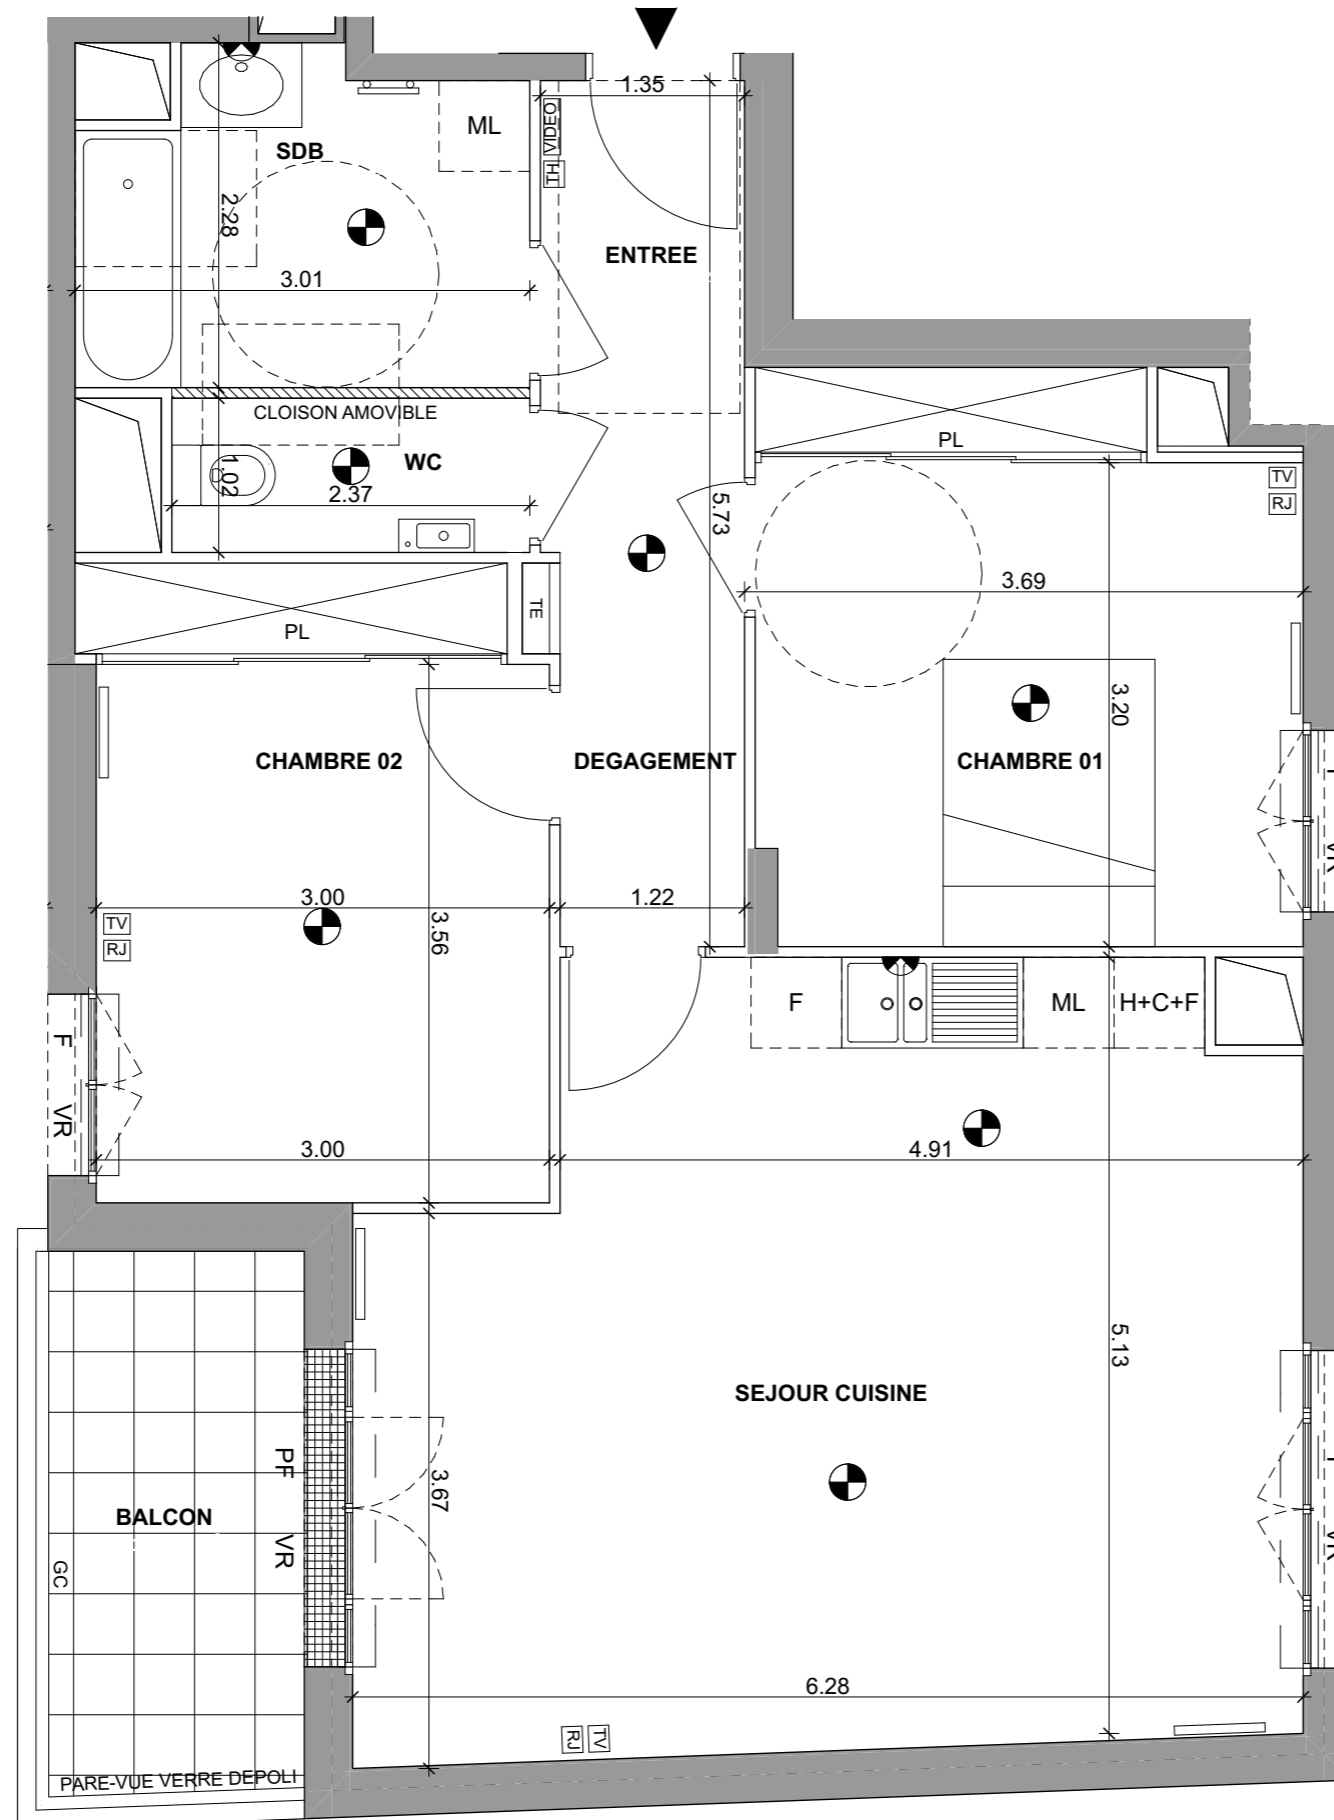 1.35
VIDEO
TH
ML
SDB
2.28
ENTREE
3.01
CLOISON AMOVIBLE
WC
1.02
2.37
PL
TV
RJ
5.73
3.69
TE
PL
3.20
CHAMBRE 02
DEGAGEMENT
CHAMBRE 01
VR
3.00
1.22
TV
RJ
3.56
F
ML
H+C+F
F
VR
3.00
4.91
5.13
SEJOUR CUISINE
PF
VR
3.67
BALCON
GC
VR
6.28
RJ
TV
PARE-VUE VERRE DEPOLI